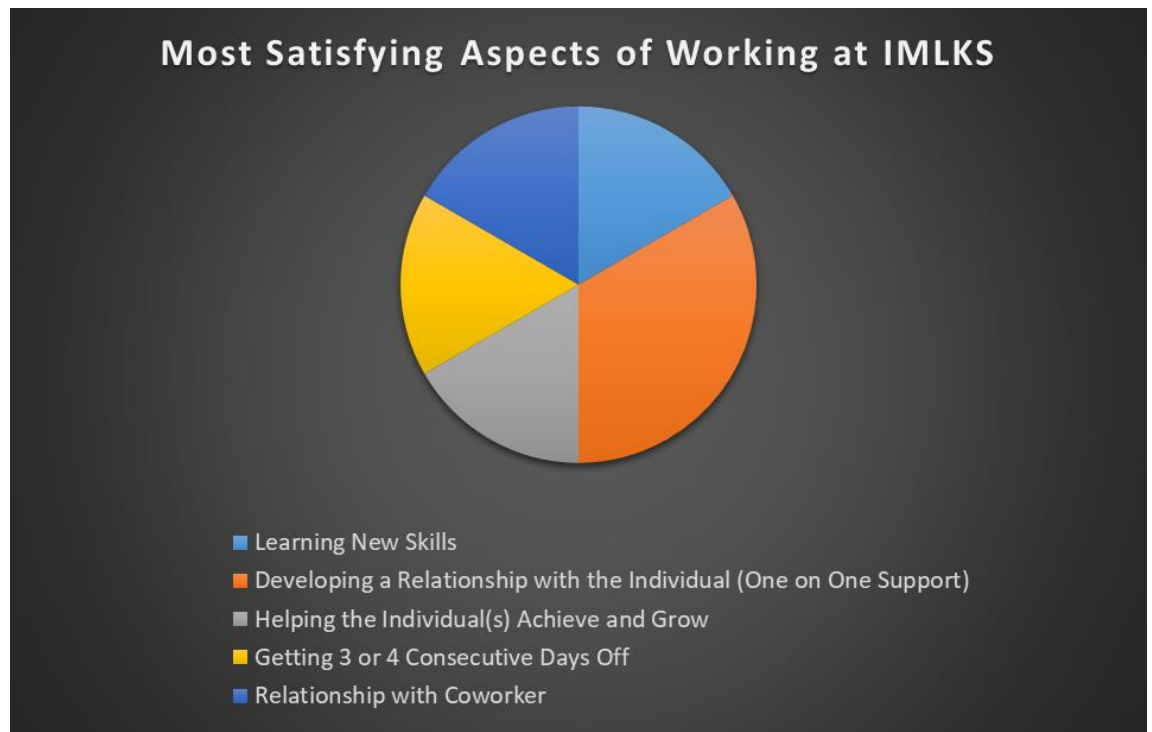 Most Satisfying Aspects of Working at IMLKS
Learning New Skills
Developing a Relationship with the Individual (One on One Support)
Helping the Individual(s) Achieve and Grow
Getting 3 or 4 Consecutive Days Off
Relationship with Coworker